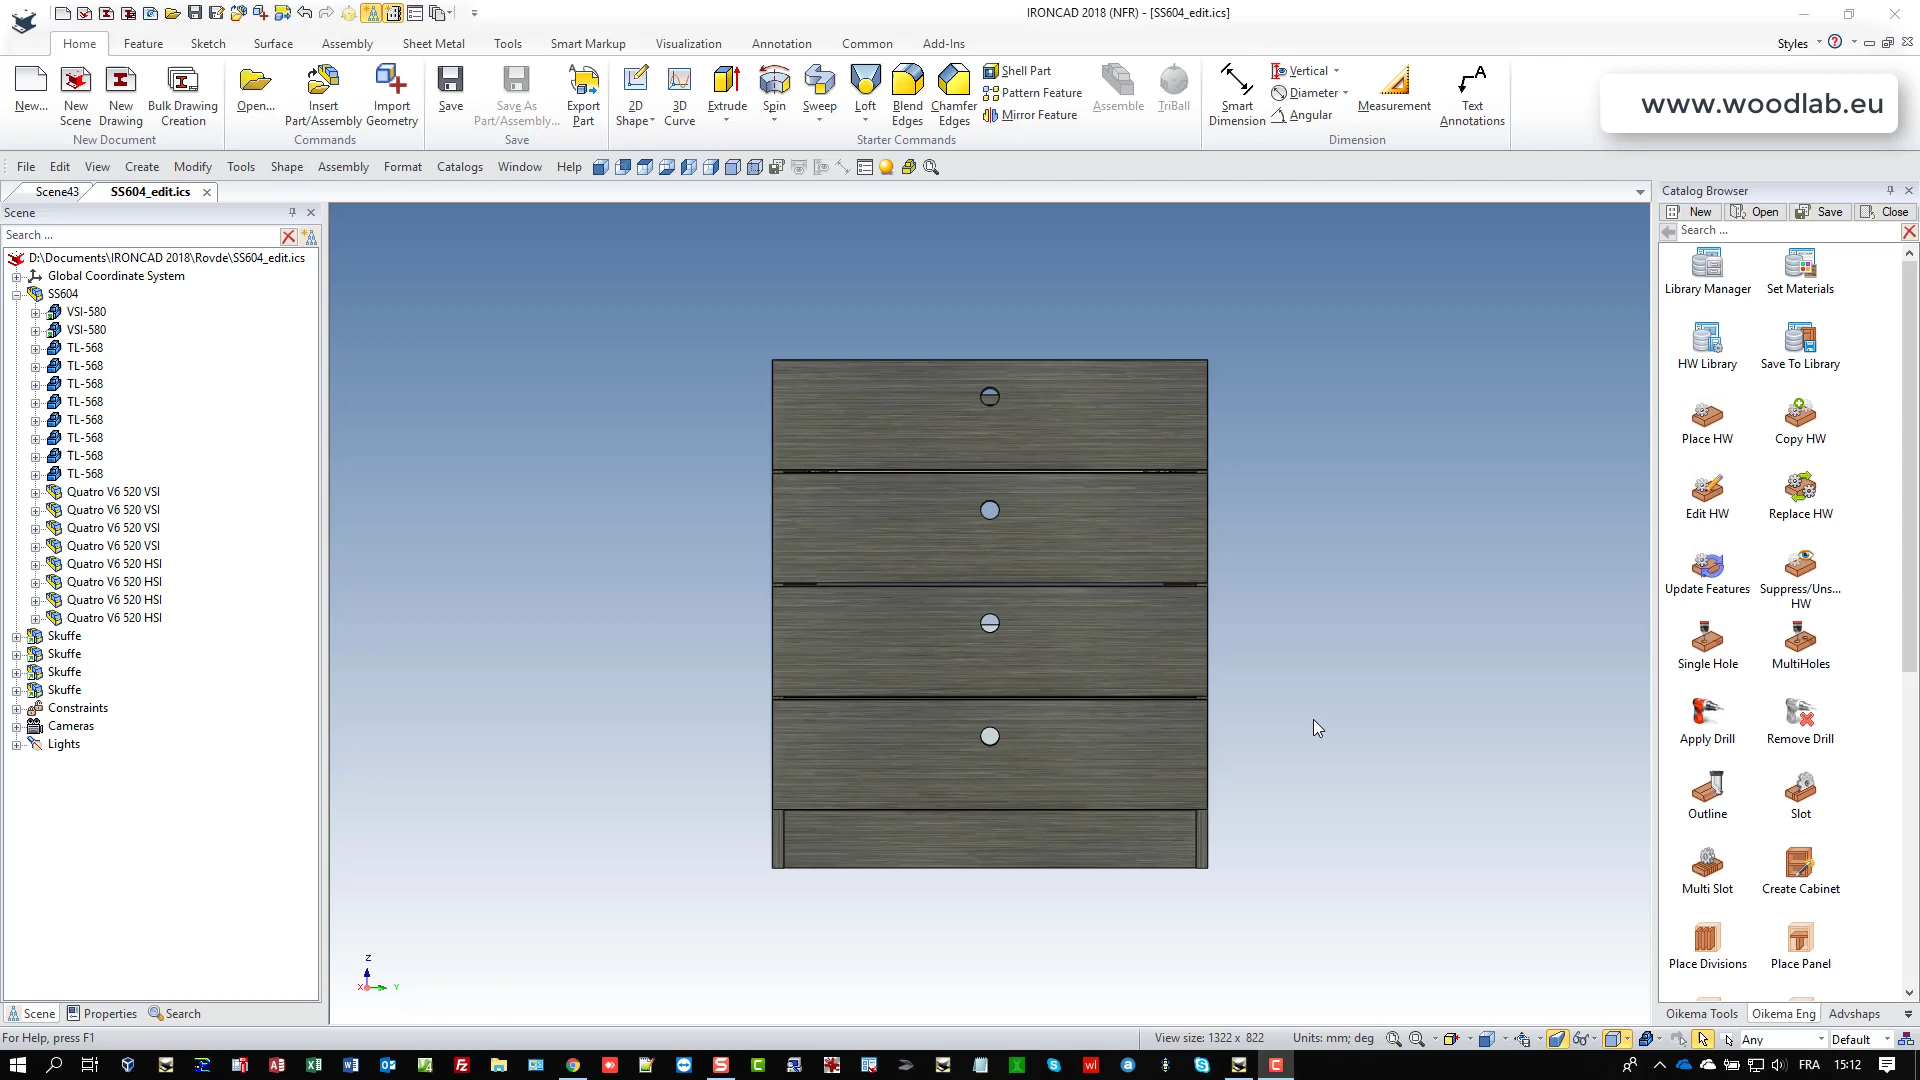 IRONCAD 2018 (NFR) - [SS604_edit.ics]
Home Feature Sketch Surface Assembly Sheet Metal Tools Smart Markup Visualization Annotation Common Add-Ins Styles
New... New Scene New Drawing Bulk Drawing Creation Open... Insert Part/Assembly Import Geometry Save Save As Part/Assembly... Export Part 2D Shape 3D Curve Extrude Spin Sweep Loft Blend Edges Chamfer Edges Shell Part Pattern Feature Mirror Feature Assemble TriBall Smart Dimension Vertical Diameter Angular Measurement Text Annotations
www.woodlab.eu
New Document Commands Save Starter Commands Dimension
File Edit View Create Modify Tools Shape Assembly Format Catalogs Window Help
Scene43 SS604_edit.ics
Scene
Search ...
D:\Documents\IRONCAD 2018\Rovde\SS604_edit.ics
Global Coordinate System
SS604
VSI-580
VSI-580
TL-568
TL-568
TL-568
TL-568
TL-568
TL-568
TL-568
TL-568
Quatro V6 520 VSI
Quatro V6 520 VSI
Quatro V6 520 VSI
Quatro V6 520 VSI
Quatro V6 520 HSI
Quatro V6 520 HSI
Quatro V6 520 HSI
Quatro V6 520 HSI
Skuffe
Skuffe
Skuffe
Skuffe
Constraints
Cameras
Lights
Z
X
Y
Catalog Browser
New Open Save Close
Search ...
Library Manager Set Materials
HW Library Save To Library
Place HW Copy HW
Edit HW Replace HW
Update Features Suppress/Uns... HW
Single Hole MultiHoles
Apply Drill Remove Drill
Outline Slot
Multi Slot Create Cabinet
Place Divisions Place Panel
Scene Properties Search
Oikema Tools Oikema Eng Advshaps
For Help, press F1
View size: 1322 x 822 Units: mm; deg Any Default
FRA 15:12